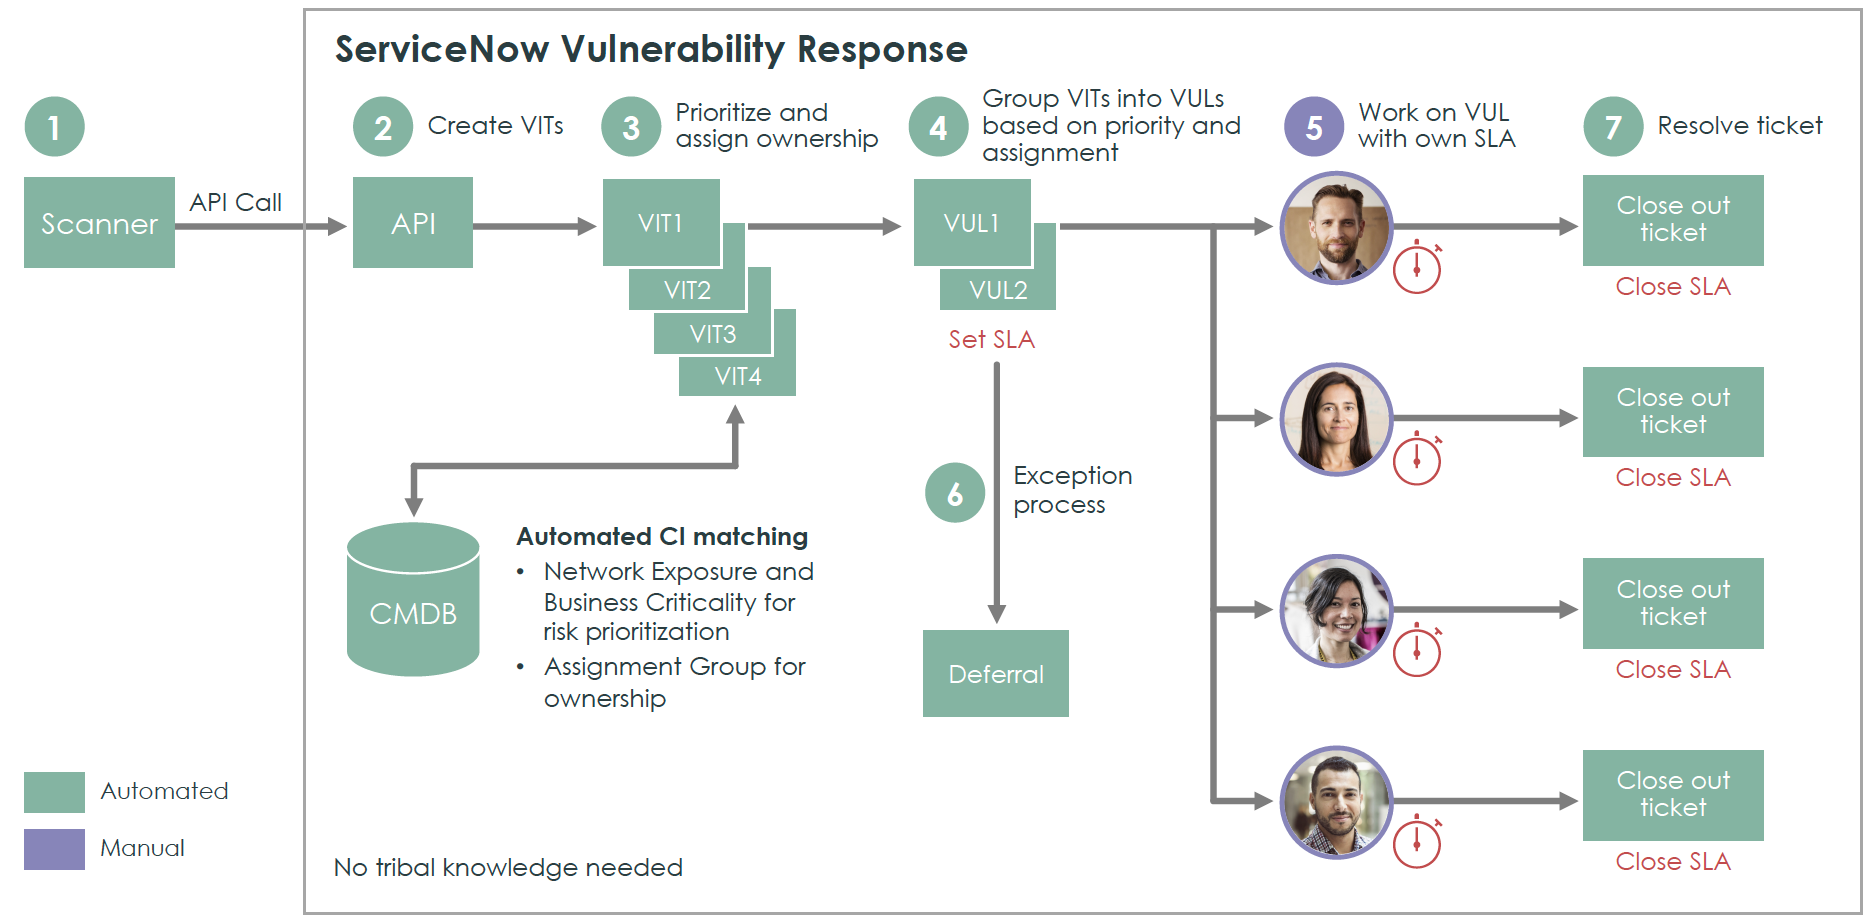 ServiceNow Vulnerability Response
1
2
Create VITs
3
Prioritize and
assign ownership
4
Group VITs into VULs
based on priority and
assignment
5
Work on VUL
with own SLA
7
Resolve ticket
Scanner
API Call
API
VIT1
VIT2
VIT3
VIT4
VUL1
VUL2
Set SLA
Close out
ticket
Close SLA
Close out
ticket
Close SLA
6
Exception
process
CMDB
Automated CI matching
• Network Exposure and
Business Criticality for
risk prioritization
• Assignment Group for
ownership
Deferral
Close out
ticket
Close SLA
Close out
ticket
Close SLA
Automated
Manual
No tribal knowledge needed